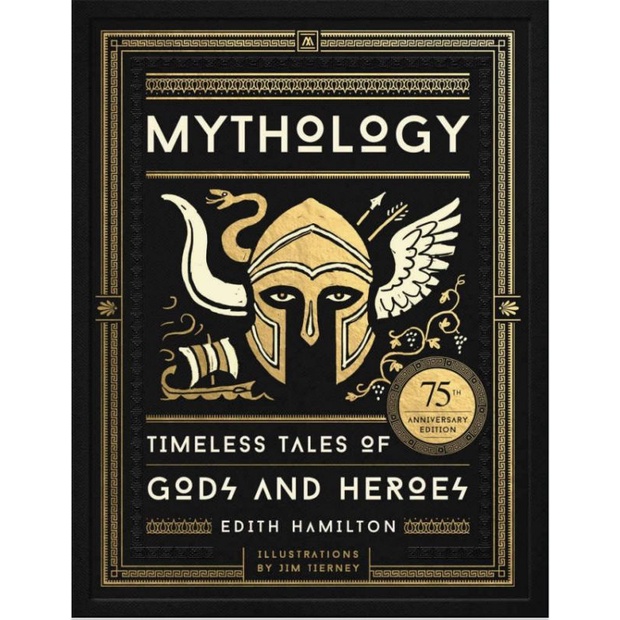 M
MYTHOLOGY
75TH
ANNIVERSARY
EDITION
TIMELESS TALES OF
GODS AND HEROES
EDITH HAMILTON
ILLUSTRATIONS
BY JIM TIERNEY